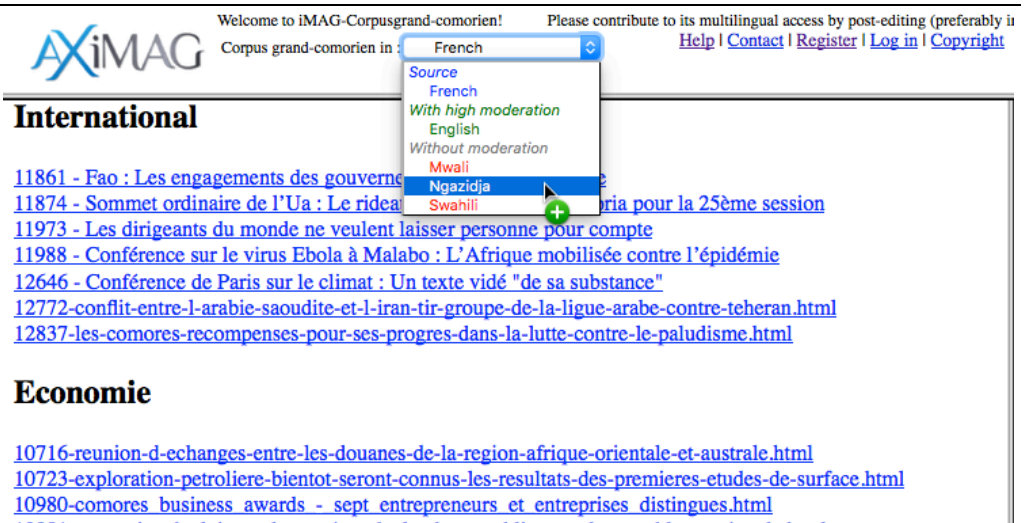 AXiMAG
Welcome to iMAG-Corpusgrand-comorien! Please contribute to its multilingual access by post-editing (preferably
Corpus grand-comorien in : French
Help | Contact | Register | Log in | Copyright
Source
French
With high moderation
English
Without moderation
Mwali
Ngazidja
Swahili
International
11861 - Fao : Les engagements des
11874 - Sommet ordinaire de l’Ua : Le pour la 25ème session
11973 - Les dirigeants du monde ne veulent laisser personne pour compte
11988 - Conférence sur le virus Ebola à Malabo : L’Afrique mobilisée contre l’épidémie
12646 - Conférence de Paris sur le climat : Un texte vidé "de sa substance"
12772-conflit-entre-l-arabie-saoudite-et-l-iran-tir-groupe-de-la-ligue-arabe-contre-teheran.html
12837-les-comores-recompenses-pour-ses-progres-dans-la-lutte-contre-le-paludisme.html
Economie
10716-reunion-d-echanges-entre-les-douanes-de-la-region-afrique-orientale-et-australe.html
10723-exploration-petroliere-bientot-seront-connus-les-resultats-des-premieres-etudes-de-surface.html
10980-comores_business_awards_-_sept_entrepreneurs_et_entreprises_distingues.html